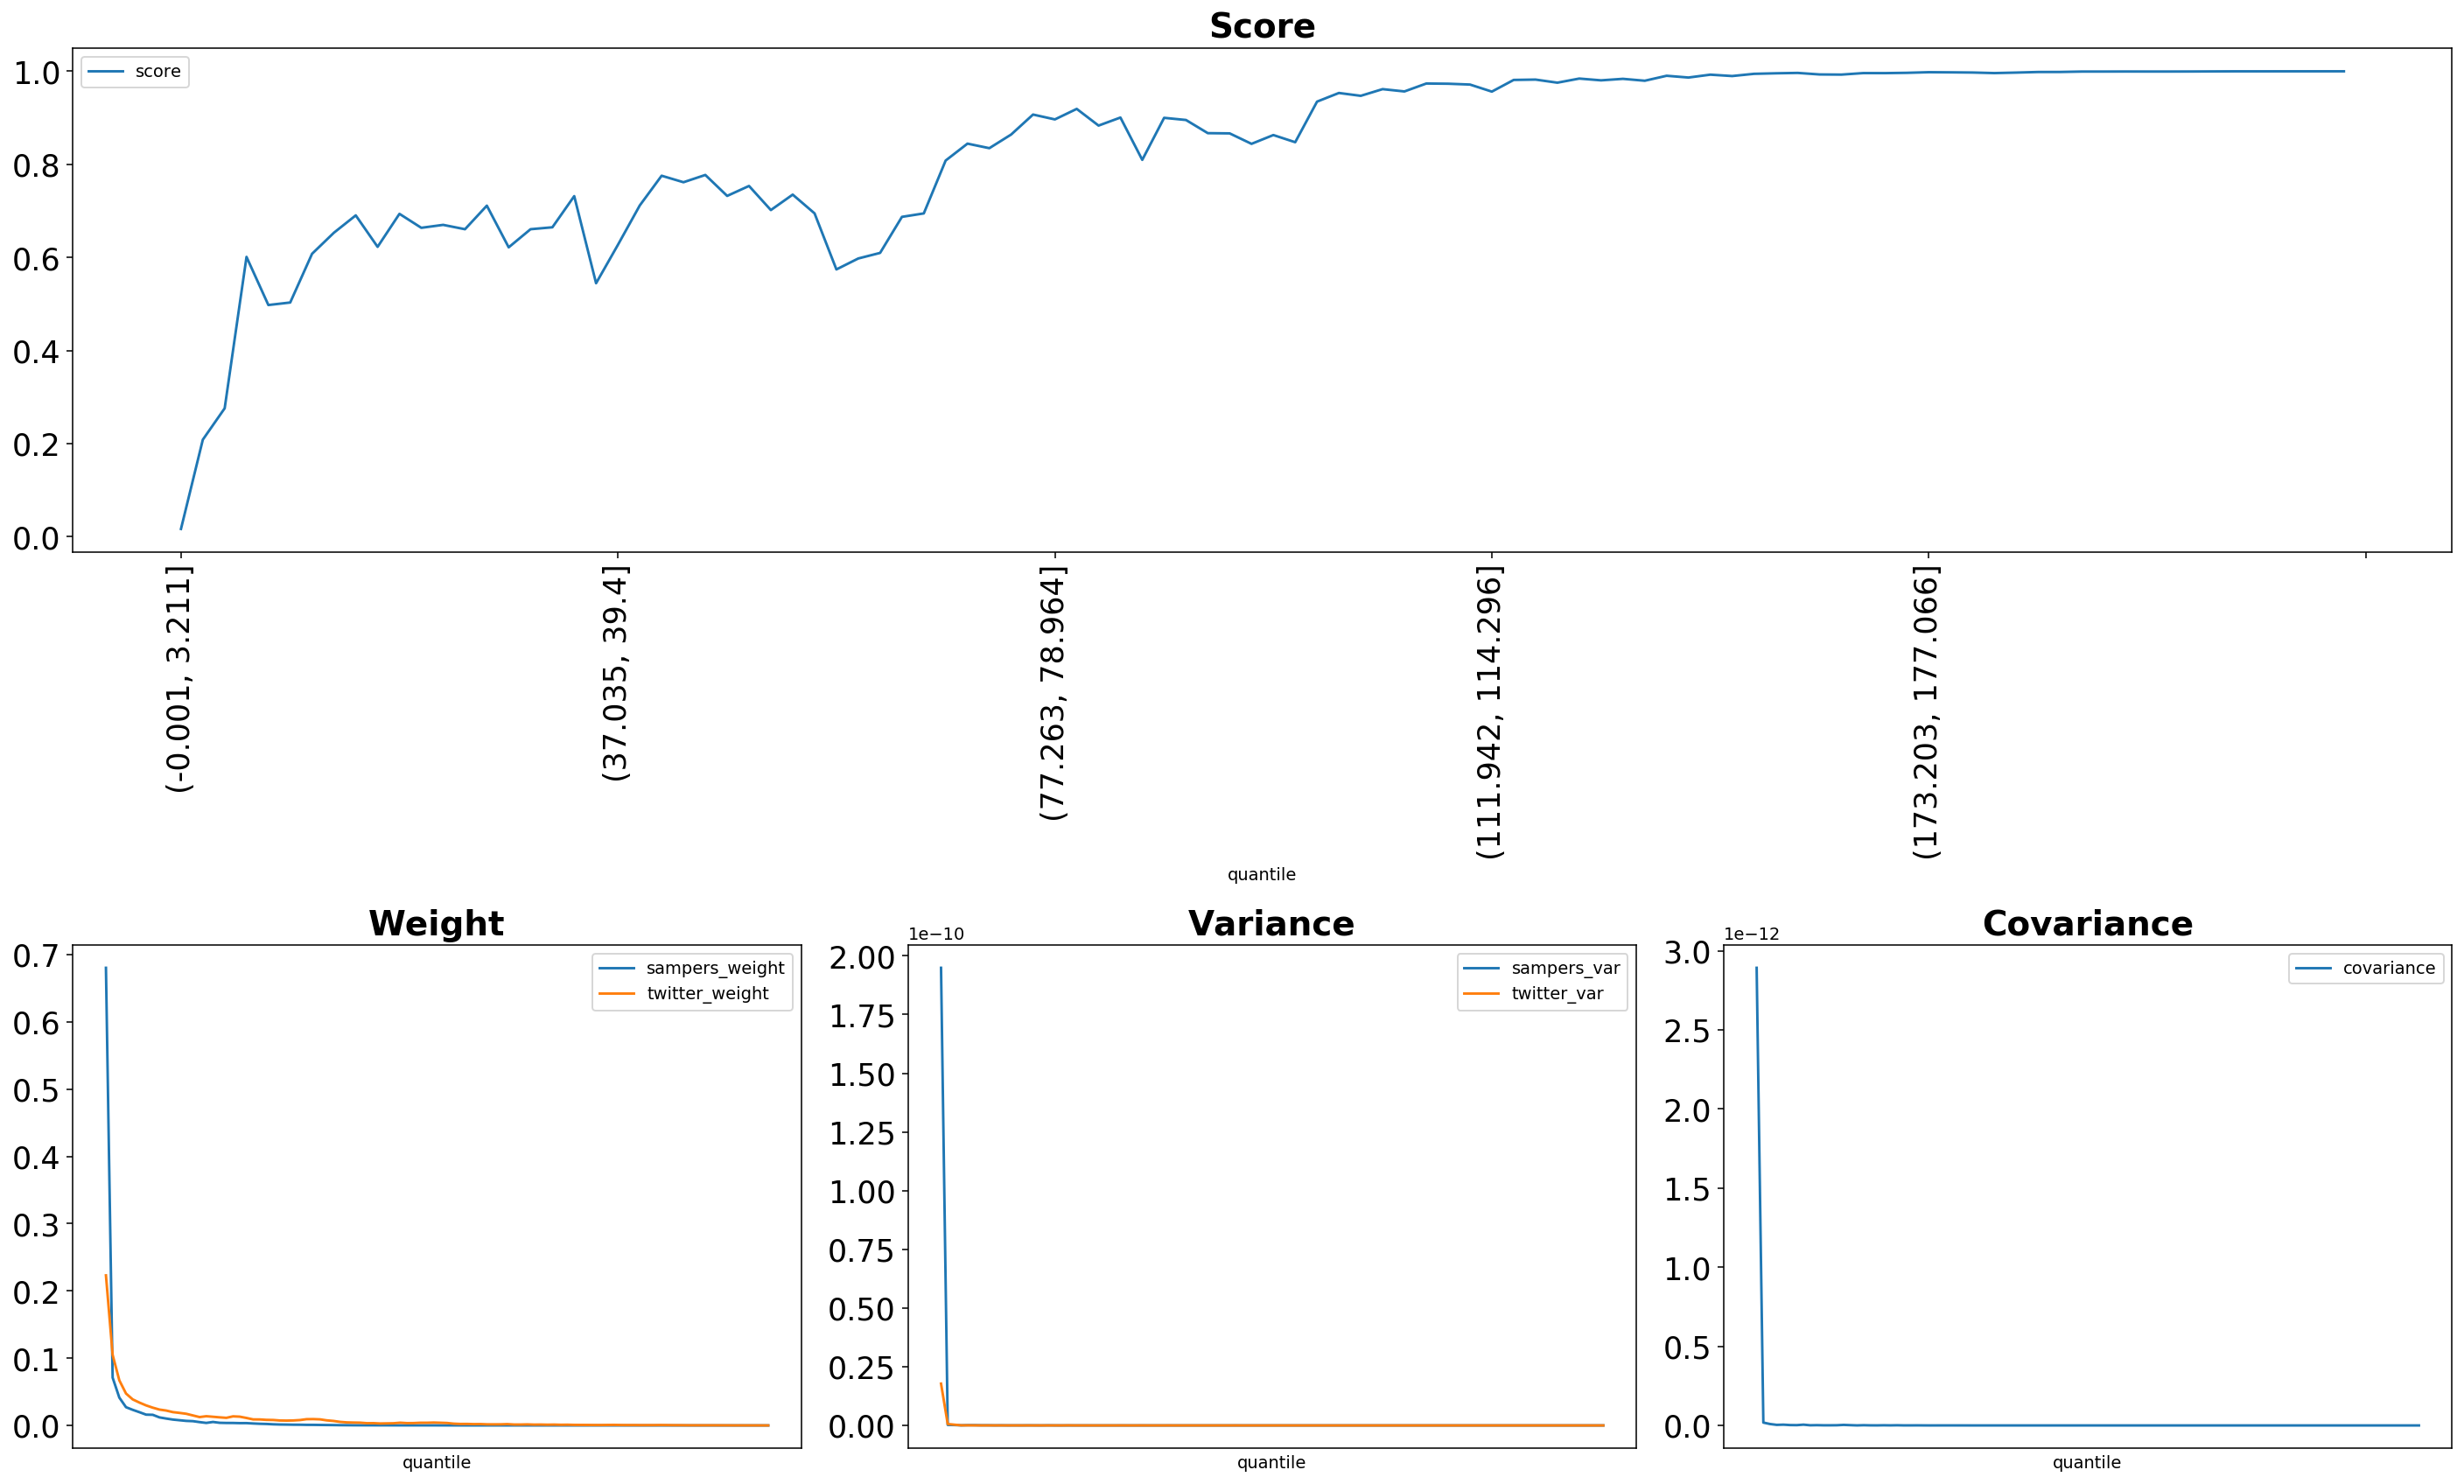 Score
score
1.0
0.8
0.6
0.4
0.2
0.0
(-0.001, 3.211]
(37.035, 39.4]
(77.263, 78.964]
(111.942, 114.296]
(173.203, 177.066]
quantile
Weight
sampers_weight
twitter_weight
0.7
0.6
0.5
0.4
0.3
0.2
0.1
0.0
quantile
Variance
1e−10
sampers_var
twitter_var
2.00
1.75
1.50
1.25
1.00
0.75
0.50
0.25
0.00
quantile
Covariance
1e−12
covariance
3.0
2.5
2.0
1.5
1.0
0.5
0.0
quantile